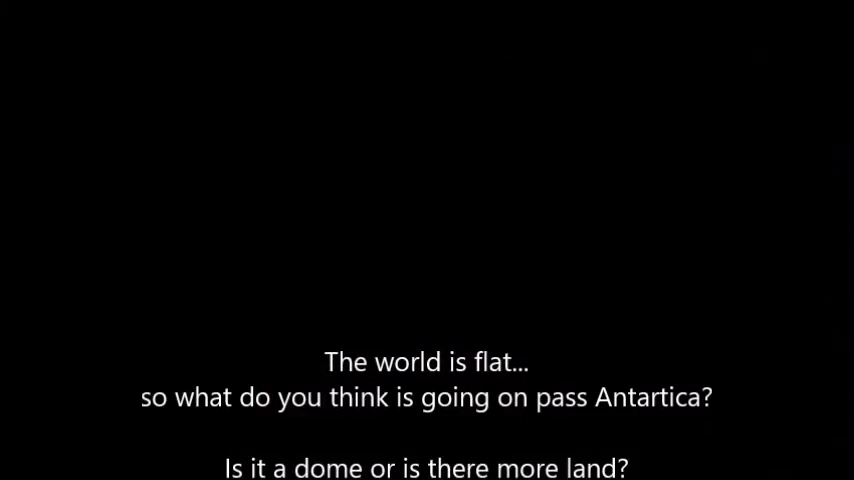 The world is flat...
so what do you think is going on pass Antartica?
Is it a dome or is there more land?